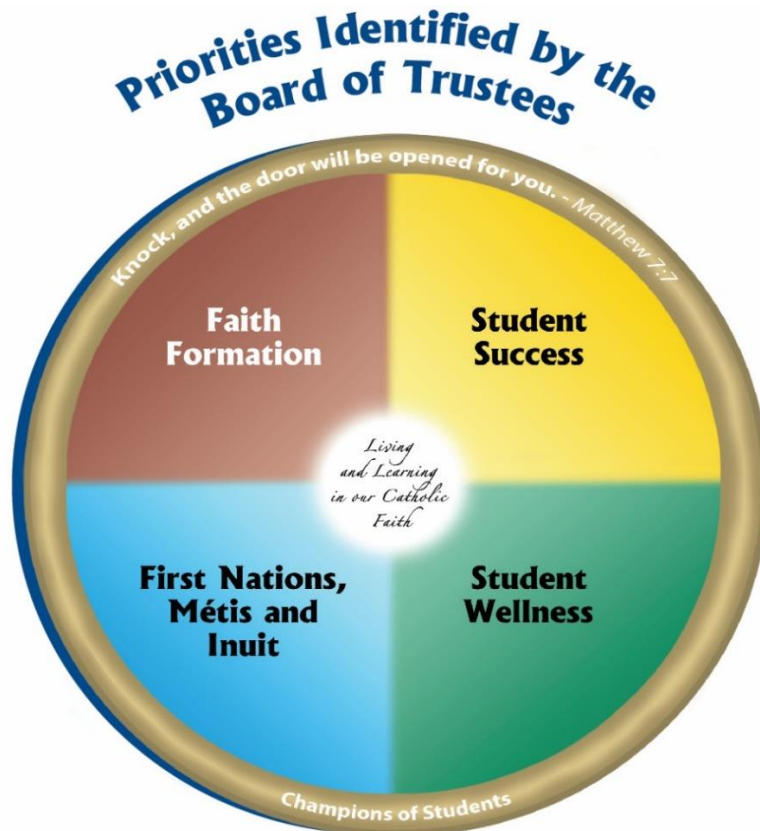 Priorities Identified by the
Board of Trustees
Knock, and the door will be opened for you. - Matthew 7:7
Faith
Formation
Student
Success
Living
and Learning
in our Catholic
Faith
First Nations,
Métis and
Inuit
Student
Wellness
Champions of Students